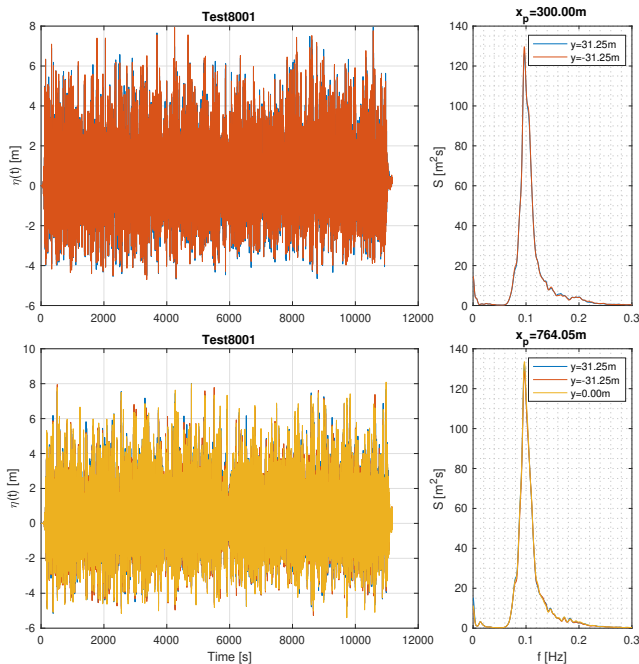 Test8001
8
6
4
2
0
-2
-4
-6
η(t) [m]
0 2000 4000 6000 8000 10000 12000
x_p=300.00m
140
120
100
80
60
40
20
0
S [m²s]
y=31.25m
y=-31.25m
0 0.1 0.2 0.3
Test8001
10
8
6
4
2
0
-2
-4
-6
η(t) [m]
0 2000 4000 6000 8000 10000 12000
Time [s]
x_p=764.05m
140
120
100
80
60
40
20
0
S [m²s]
y=31.25m
y=-31.25m
y=0.00m
0 0.1 0.2 0.3
f [Hz]